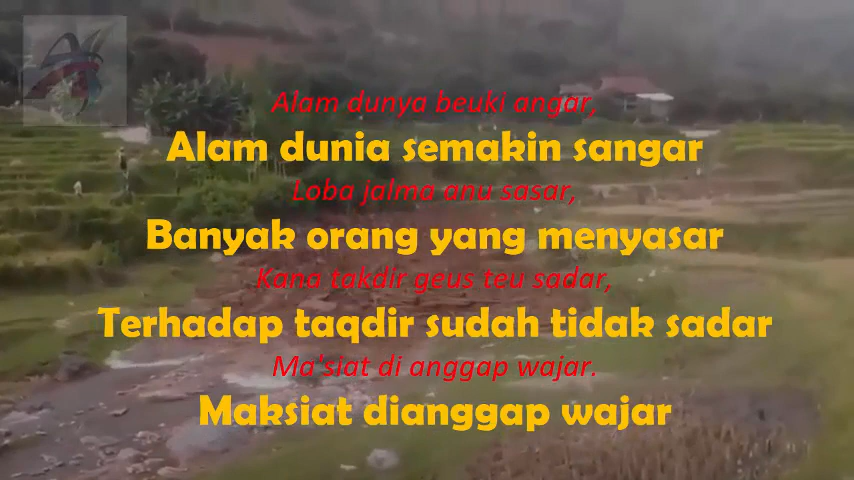 Alam dunya beuki angar,
Alam dunia semakin sangar
Loba jalma anu sasar,
Banyak orang yang menyasar
Kana takdir geus teu sadar,
Terhadap taqdir sudah tidak sadar
Ma'siat di anggap wajar.
Maksiat dianggap wajar